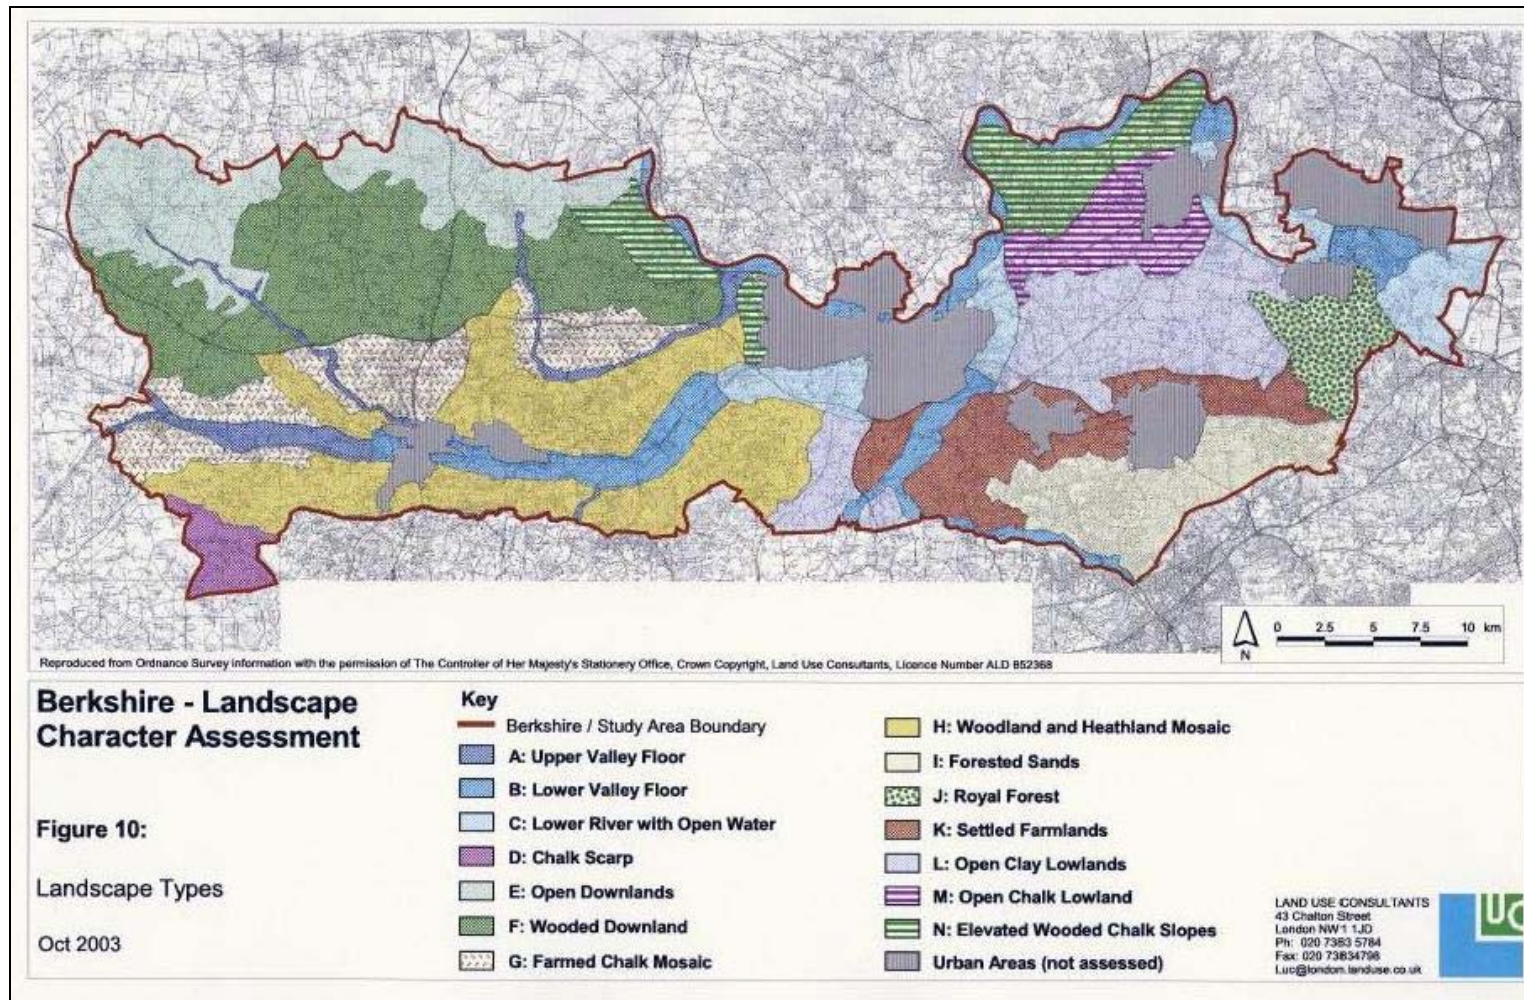 0 2.5 5 7.5 10 km
N
Reproduced from Ordnance Survey information with the permission of The Controller of Her Majesty's Stationery Office, Crown Copyright, Land Use Consultants, Licence Number ALD 852368
Berkshire - Landscape
Character Assessment
Figure 10:
Landscape Types
Oct 2003
Key
Berkshire / Study Area Boundary
A: Upper Valley Floor
B: Lower Valley Floor
C: Lower River with Open Water
D: Chalk Scarp
E: Open Downlands
F: Wooded Downland
G: Farmed Chalk Mosaic
H: Woodland and Heathland Mosaic
I: Forested Sands
J: Royal Forest
K: Settled Farmlands
L: Open Clay Lowlands
M: Open Chalk Lowland
N: Elevated Wooded Chalk Slopes
Urban Areas (not assessed)
LAND USE CONSULTANTS
43 Chalton Street
London NW1 1JD
Ph: 020 7383 5784
Fax: 020 73834798
Luc@london.landuse.co.uk